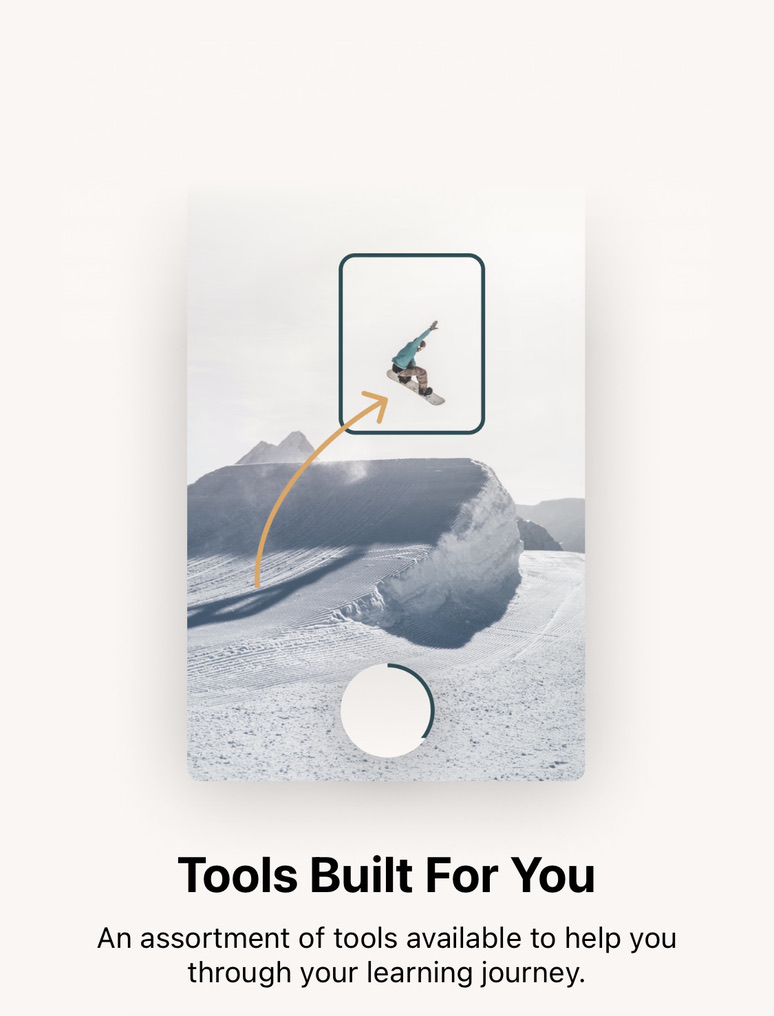 Tools Built For You
An assortment of tools available to help you
through your learning journey.